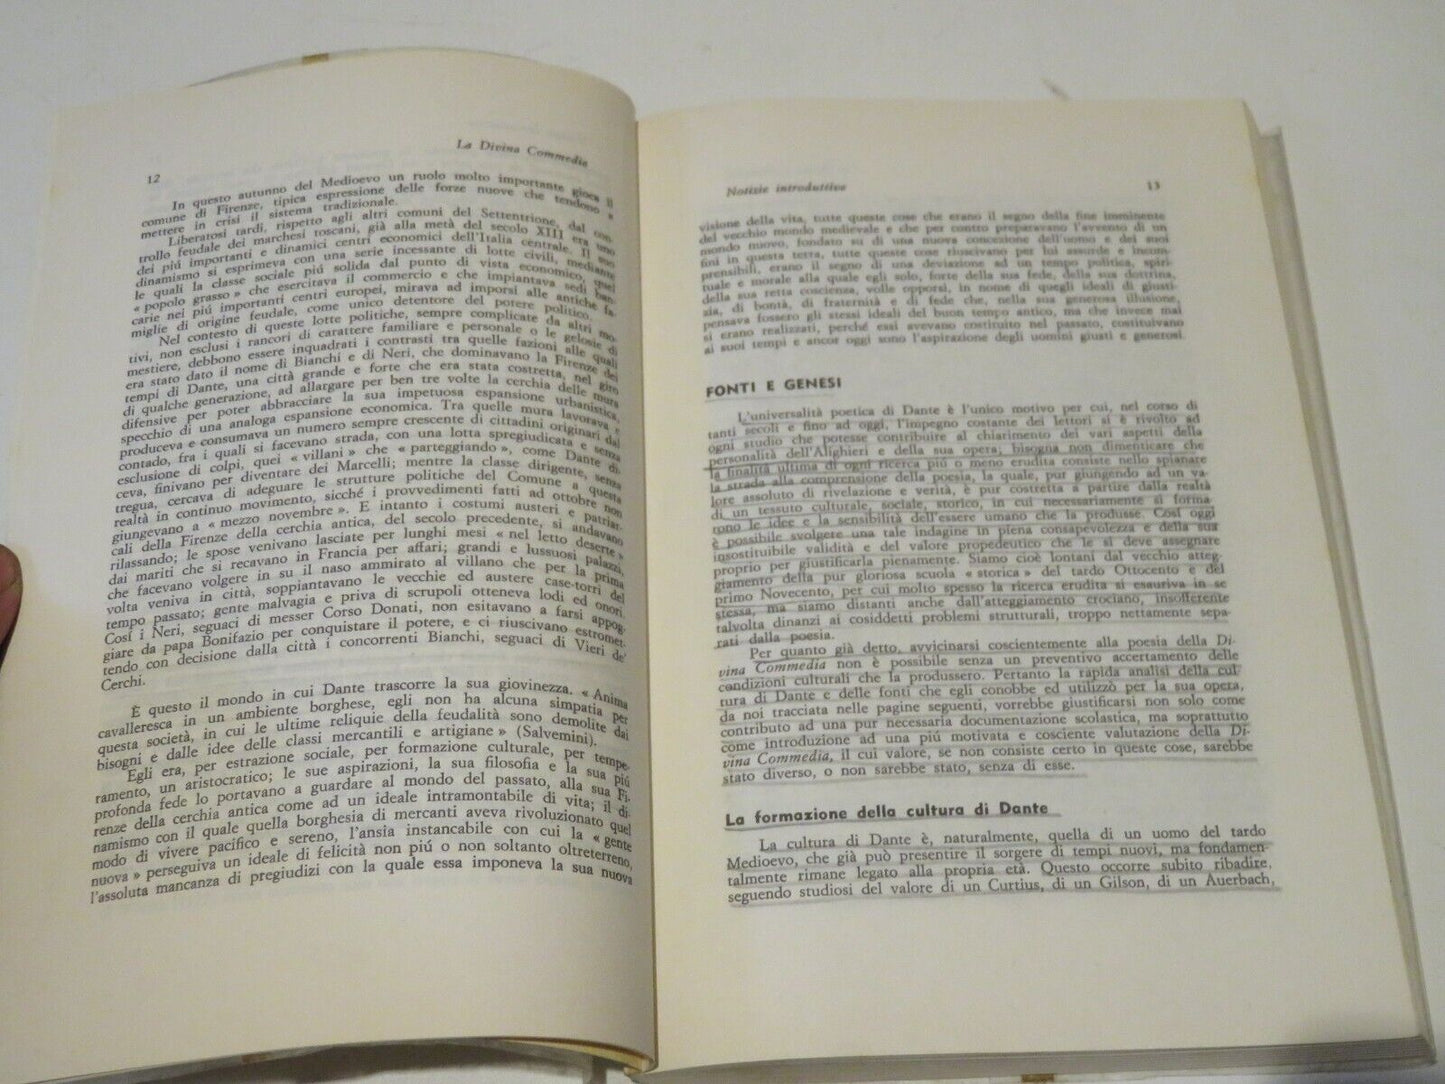 12
La Divina Commedia
In questo autunno del Medioevo un ruolo molto importante gioca il
comune di Firenze, tipica espressione delle forze nuove che tendono a
mettere in crisi il sistema tradizionale.
Liberatosi tardi, rispetto agli altri comuni del Settentrione, dal con-
trollo feudale dei marchesi toscani, già alla metà del secolo XIII era uno
dei piú importanti e dinamici centri economici dell'Italia centrale. Il suo
dinamismo si esprimeva con una serie incessante di lotte civili, mediante
le quali la classe sociale piú solida dal punto di vista economico, quel
« popolo grasso » che esercitava il commercio e che impiantava sedi ban-
carie nei piú importanti centri europei, mirava ad imporsi alle antiche fa-
miglie di origine feudale, come unico detentore del potere politico.
Nel contesto di queste lotte politiche, sempre complicate da altri mo-
tivi, non esclusi i rancori di carattere familiare e personale o le gelosie di
mestiere, debbono essere inquadrati i contrasti tra quelle fazioni alle quali
era stato dato il nome di Bianchi e di Neri, che dominavano la Firenze dei
tempi di Dante, una città grande e forte che era stata costretta, nel giro
di qualche generazione, ad allargare per ben tre volte la cerchia delle mura
difensive per poter abbracciare la sua impetuosa espansione urbanistica,
specchio di una analoga espansione economica. Tra quelle mura lavorava e
produceva e consumava un numero sempre crescente di cittadini originari dal
contado, fra i quali si facevano strada, con una lotta spregiudicata e senza
esclusione di colpi, quei « villani » che « parteggiando », come Dante di-
ceva, finivano per diventare dei Marcelli; mentre la classe dirigente, senza
tregua, cercava di adeguare le strutture politiche del Comune a questa
realtà in continuo movimento, sicché i provvedimenti fatti ad ottobre non
giungevano a « mezzo novembre ». E intanto i costumi austeri e patriar-
cali della Firenze della cerchia antica, del secolo precedente, si andavano
rilassando; le spose venivano lasciate per lunghi mesi « nel letto deserte »
dai mariti che si recavano in Francia per affari; grandi e lussuosi palazzi,
che facevano volgere in su il naso ammirato al villano che per la prima
volta veniva in città, soppiantavano le vecchie ed austere case-torri del
tempo passato; gente malvagia e priva di scrupoli otteneva lodi ed onori.
Cosí i Neri, seguaci di messer Corso Donati, non esitavano a farsi appog-
giare da papa Bonifazio per conquistare il potere, e ci riuscivano estromet-
tendo con decisione dalla città i concorrenti Bianchi, seguaci di Vieri de'
Cerchi.
È questo il mondo in cui Dante trascorre la sua giovinezza. « Anima
cavalleresca in un ambiente borghese, egli non ha alcuna simpatia per
questa società, in cui le ultime reliquie della feudalità sono demolite dai
bisogni e dalle idee delle classi mercantili e artigiane » (Salvemini).
Egli era, per estrazione sociale, per formazione culturale, per tempe-
ramento, un aristocratico; le sue aspirazioni, la sua filosofia e la sua piú
profonda fede lo portavano a guardare al mondo del passato, alla sua Fi-
renze della cerchia antica come ad un ideale intramontabile di vita; il di-
namismo con il quale quella borghesia di mercanti aveva rivoluzionato quel
modo di vivere pacifico e sereno, l'ansia instancabile con cui la « gente
nuova » perseguiva un ideale di felicità non piú o non soltanto oltreterreno,
l'assoluta mancanza di pregiudizi con la quale essa imponeva la sua nuova
Notizie introduttive
13
visione della vita, tutte queste cose che erano il segno della fine imminente
del vecchio mondo medievale e che per contro preparavano l'avvento di un
mondo nuovo, fondato su di una nuova concezione dell'uomo e dei suoi
fini in questa terra, tutte queste cose riuscivano per lui assurde e incom-
prensibili, erano il segno di una deviazione ad un tempo politica, spiri-
tuale e morale alla quale egli solo, forte della sua fede, della sua dottrina,
della sua retta coscienza, volle opporsi, in nome di quegli ideali di giusti-
zia, di bontà, di fraternità e di fede che, nella sua generosa illusione,
pensava fossero gli stessi ideali del buon tempo antico, ma che invece mai
si erano realizzati, perché essi avevano costituito nel passato, costituivano
ai suoi tempi e ancor oggi sono l'aspirazione degli uomini giusti e generosi.
FONTI E GENESI
L'universalità poetica di Dante è l'unico motivo per cui, nel corso di
tanti secoli e fino ad oggi, l'impegno costante dei lettori si è rivolto ad
ogni studio che potesse contribuire al chiarimento dei vari aspetti della
personalità dell'Alighieri e della sua opera; bisogna non dimenticare che
la finalità ultima di ogni ricerca piú o meno erudita consiste nello spianare
la strada alla comprensione della poesia, la quale, pur giungendo ad un va-
lore assoluto di rivelazione e verità, è pur costretta a partire dalla realtà
di un tessuto culturale, sociale, storico, in cui necessariamente si forma-
rono le idee e la sensibilità dell'essere umano che la produsse. Cosí oggi
è possibile svolgere una tale indagine in piena consapevolezza e della sua
insostituibile validità e del valore propedeutico che le si deve assegnare
proprio per giustificarla pienamente. Siamo cioè lontani dal vecchio atteg-
giamento della pur gloriosa scuola « storica » del tardo Ottocento e del
primo Novecento, per cui molto spesso la ricerca erudita si esauriva in se
stessa, ma siamo distanti anche dall'atteggiamento crociano, insofferente
talvolta dinanzi ai cosiddetti problemi strutturali, troppo nettamente sepa-
rati dalla poesia.
Per quanto già detto, avvicinarsi coscientemente alla poesia della Di-
vina Commedia non è possibile senza un preventivo accertamento delle
condizioni culturali che la produssero. Pertanto la rapida analisi della cul-
tura di Dante e delle fonti che egli conobbe ed utilizzò per la sua opera,
da noi tracciata nelle pagine seguenti, vorrebbe giustificarsi non solo come
contributo ad una pur necessaria documentazione scolastica, ma soprattutto
come introduzione ad una piú motivata e cosciente valutazione della Di-
vina Commedia, il cui valore, se non consiste certo in queste cose, sarebbe
stato diverso, o non sarebbe stato, senza di esse.
La formazione della cultura di Dante
La cultura di Dante è, naturalmente, quella di un uomo del tardo
Medioevo, che già può presentire il sorgere di tempi nuovi, ma fondamen-
talmente rimane legato alla propria età. Questo occorre subito ribadire,
seguendo studiosi del valore di un Curtius, di un Gilson, di un Auerbach,